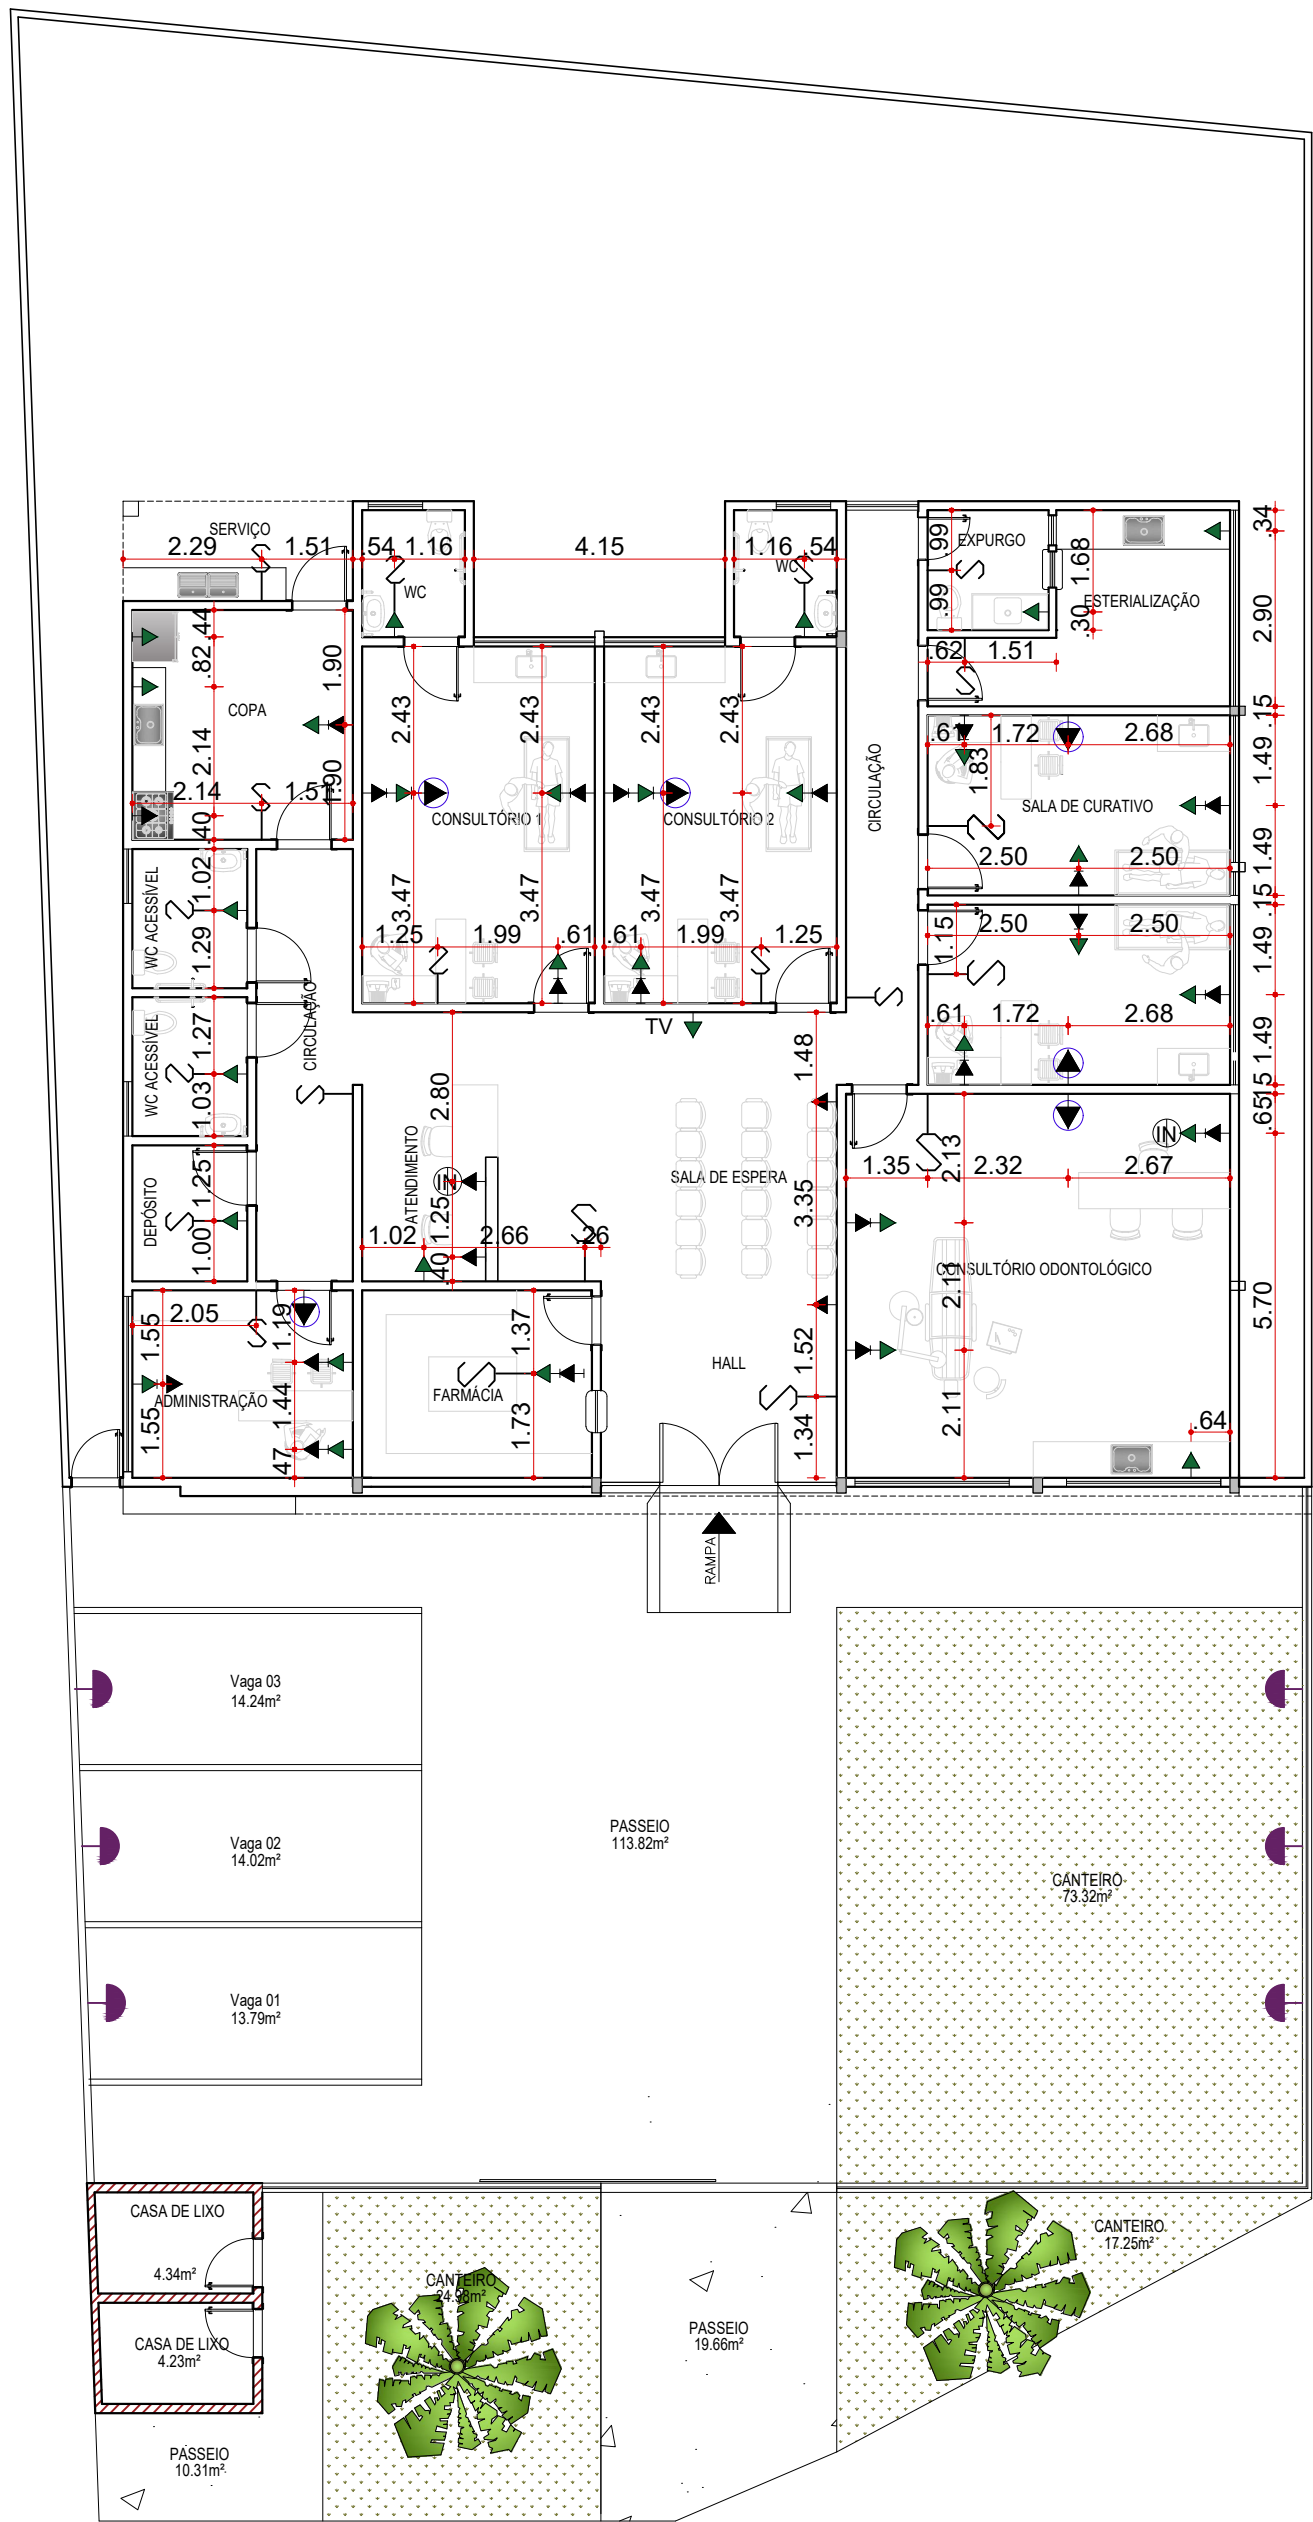 SERVIÇO
2.29
1.51
.54
1.16
4.15
1.16
.54
WC
WC
.99
EXPURGO
.99
1.68
.30
ESTERIALIZAÇÃO
.34
2.90
.15
.62
1.51
.44
.82
2.14
.40
1.90
1.90
COPA
2.14
1.51
2.43
2.43
2.43
2.43
CONSULTÓRIO 1
CONSULTÓRIO 2
3.47
3.47
3.47
3.47
1.25
1.99
.61
.61
1.99
1.25
CIRCULAÇÃO
.61
1.72
2.68
1.83
SALA DE CURATIVO
2.50
2.50
1.49
1.49
.15
.15
1.15
2.50
2.50
.61
1.72
2.68
1.49
1.49
.15
.65
WC ACESSÍVEL
1.02
1.29
WC ACESSÍVEL
1.27
1.03
CIRCULAÇÃO
DEPÓSITO
1.25
1.00
TV
2.80
1.48
ATENDIMENTO
IN
1.25
.40
1.02
2.66
.26
SALA DE ESPERA
3.35
1.35
2.32
2.67
2.13
IN
CONSULTÓRIO ODONTOLÓGICO
2.11
2.11
5.70
.64
2.05
1.55
1.55
1.19
1.44
.47
ADMINISTRAÇÃO
1.37
FARMÁCIA
1.73
HALL
1.52
1.34
RAMPA
Vaga 03
14.24m²
Vaga 02
14.02m²
Vaga 01
13.79m²
PASSEIO
113.82m²
CANTEIRO
73.32m²
CASA DE LIXO
4.34m²
CASA DE LIXO
4.23m²
CANTEIRO
24.98m²
PASSEIO
19.66m²
CANTEIRO
17.25m²
PASSEIO
10.31m²